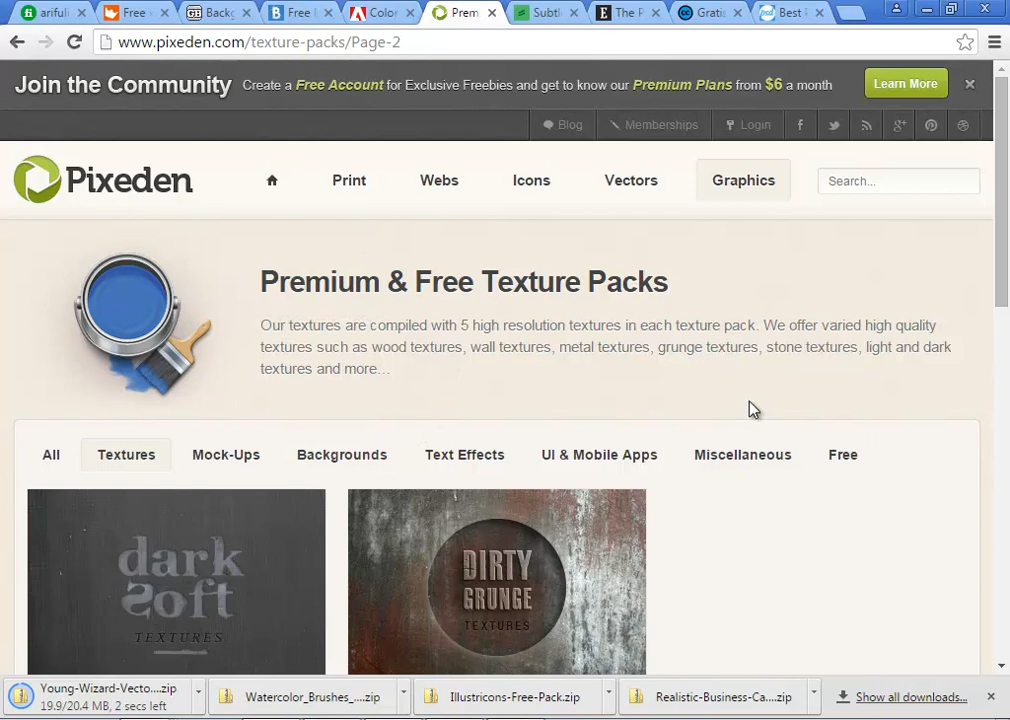 arifuli
Free
Backg
Free
Color
Prem
Subtl
The P
Gratis
Best
www.pixeden.com/texture-packs/Page-2
Join the Community Create a Free Account for Exclusive Freebies and get to know our Premium Plans from $6 a month Learn More
Blog Memberships Login
Pixeden Print Webs Icons Vectors Graphics Search...
Premium & Free Texture Packs
Our textures are compiled with 5 high resolution textures in each texture pack. We offer varied high quality
textures such as wood textures, wall textures, metal textures, grunge textures, stone textures, light and dark
textures and more...
All Textures Mock-Ups Backgrounds Text Effects UI & Mobile Apps Miscellaneous Free
dark
Soft
TEXTURES
DIRTY
GRUNGE
TEXTURES
Young-Wizard-Vecto....zip
19.9/20.4 MB, 2 secs left
Watercolor_Brushes_....zip
Illustricons-Free-Pack.zip
Realistic-Business-Ca....zip
Show all downloads...